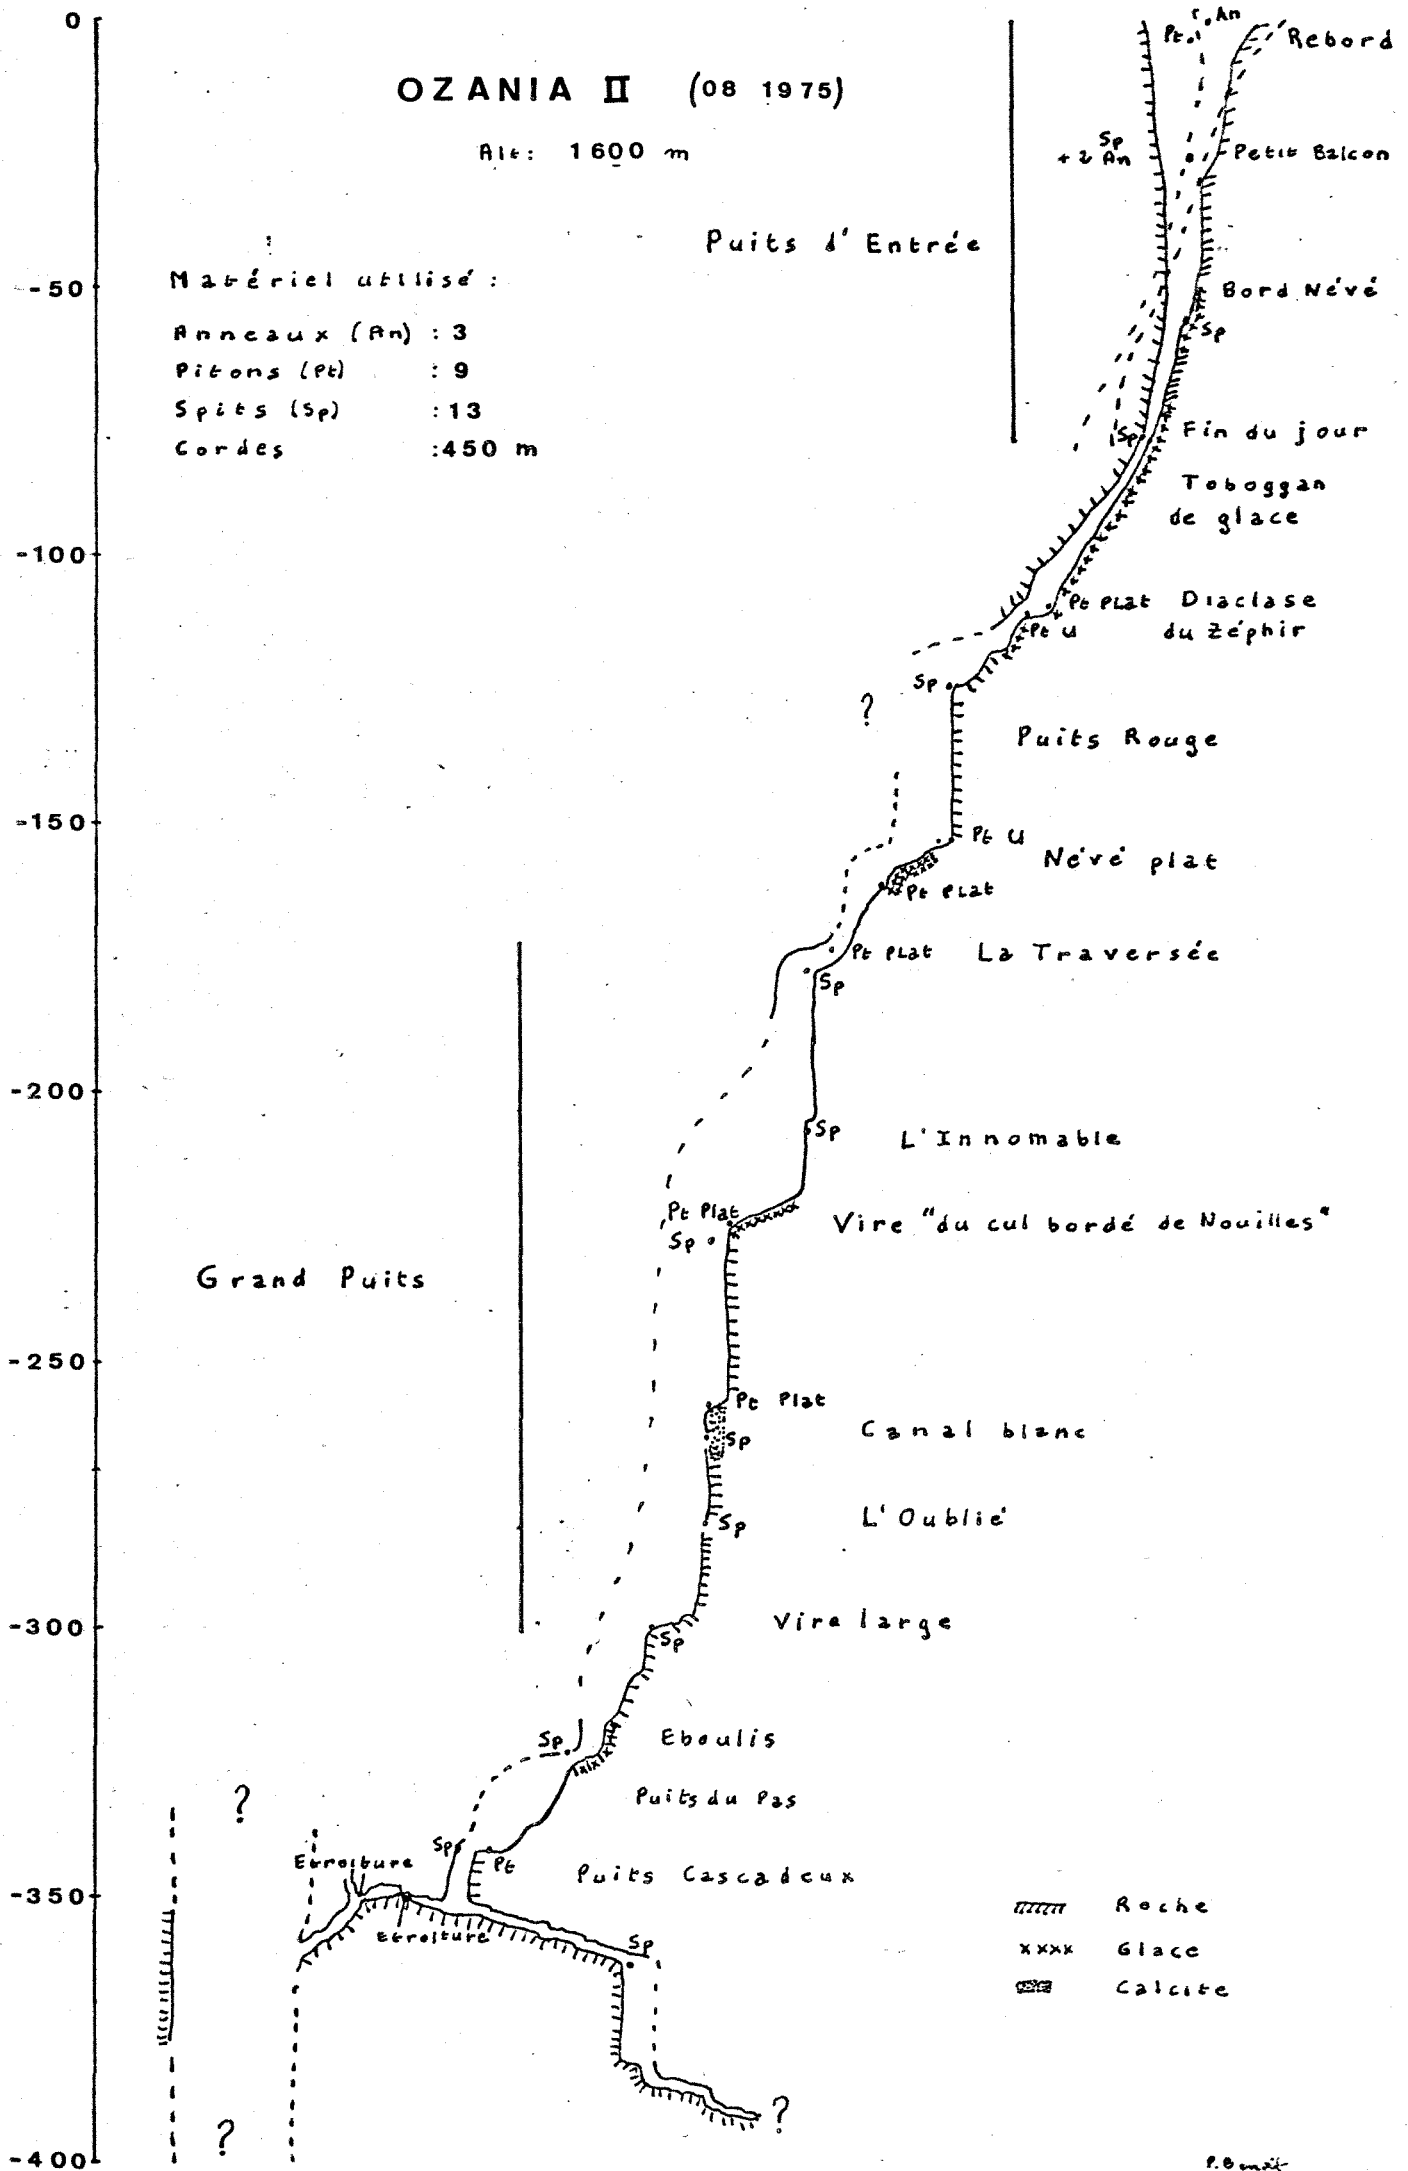 0
r. An
Pt
Rebord
OZANIA II (08 1975)
Alt: 1600 m
Sp
+ 2 An
Petit Balcon
Puits d'Entrée
Matériel utilisé :
-50
Bord Névé
Sp
Anneaux (An) : 3
Pitons (Pt) : 9
Spits (Sp) : 13
Cordes : 450 m
Sp
Fin du jour
Toboggan
de glace
-100
Pt Plat
Diaclase
du Zéphir
Pt U
Sp
?
Puits Rouge
-150
Pt U
Névé plat
Pt Plat
Pt Plat
La Traversée
Sp
-200
Sp
L'Innomable
Pt Plat
Sp
Vire "du cul bordé de Nouilles"
Grand Puits
-250
Pt Plat
Canal blanc
Sp
L'Oublié
Sp
-300
Vire large
Sp
Sp
Eboulis
Puits du Pas
?
Sp
Pt
Etroiture
Puits Cascadeux
-350
Etroiture
Sp
Roche
xxxx Glace
Calcite
?
?
-400
P. Benoît